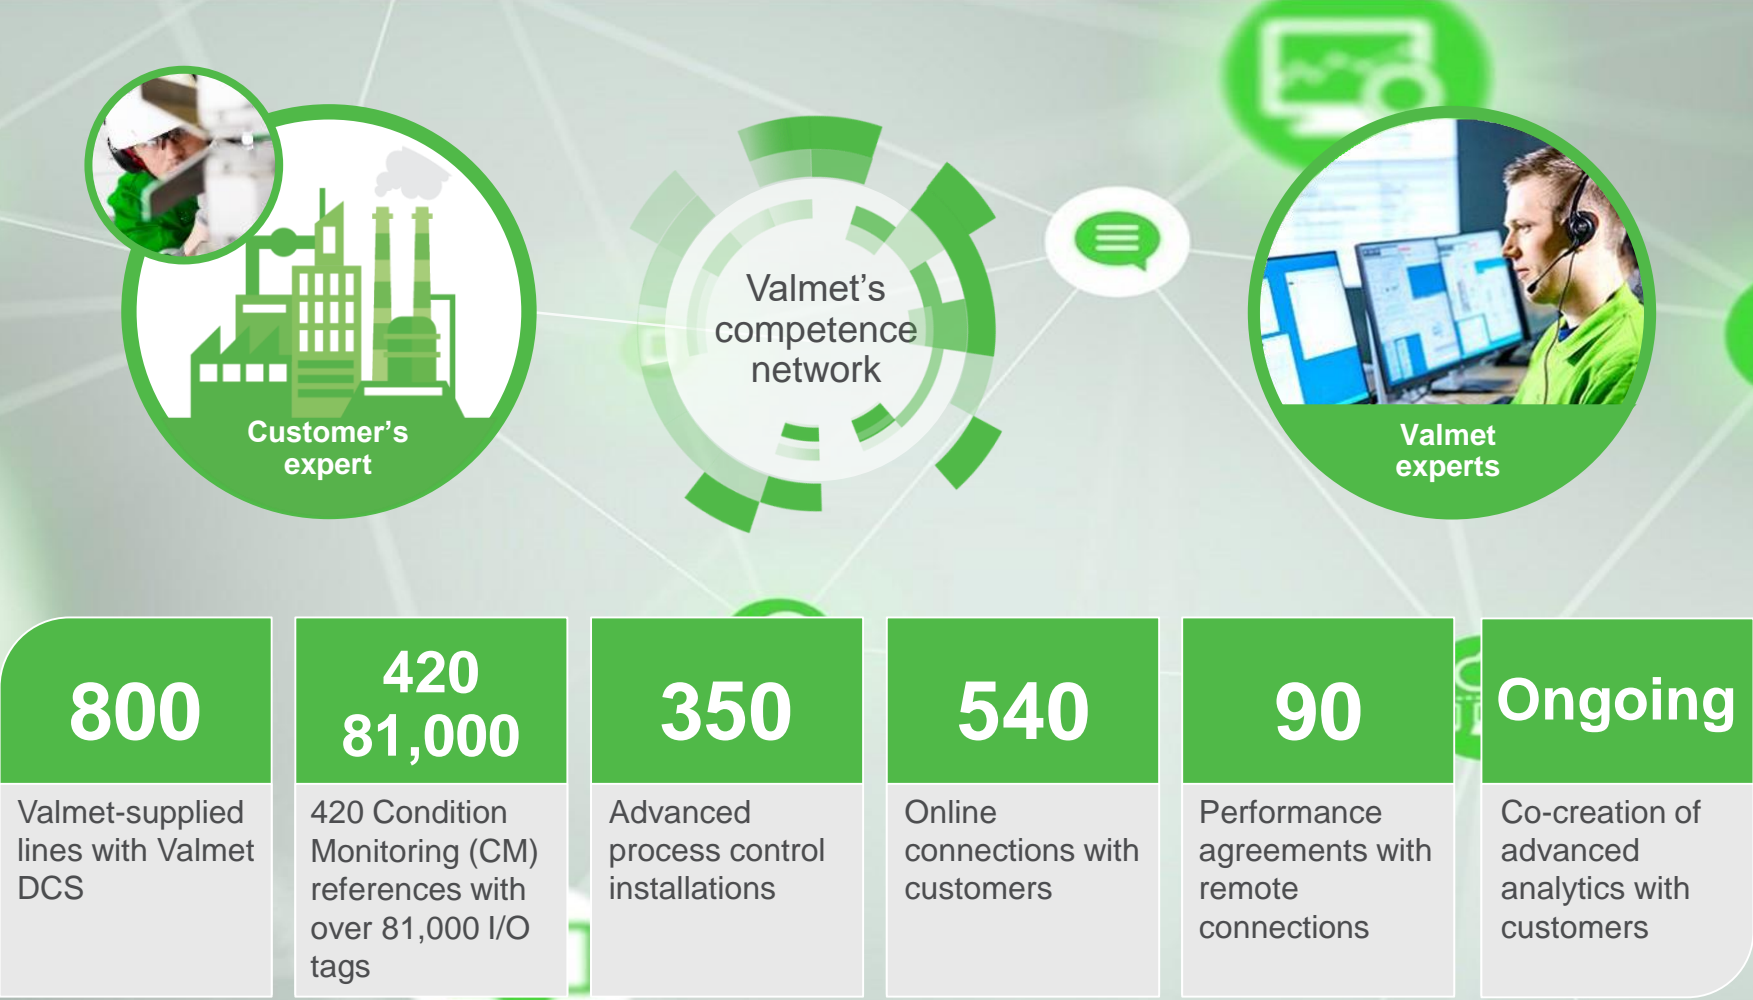 Valmet’s
competence
network
Customer’s
expert
Valmet
experts
800
Valmet-supplied
lines with Valmet
DCS
420
81,000
420 Condition
Monitoring (CM)
references with
over 81,000 I/O
tags
350
Advanced
process control
installations
540
Online
connections with
customers
90
Performance
agreements with
remote
connections
Ongoing
Co-creation of
advanced
analytics with
customers